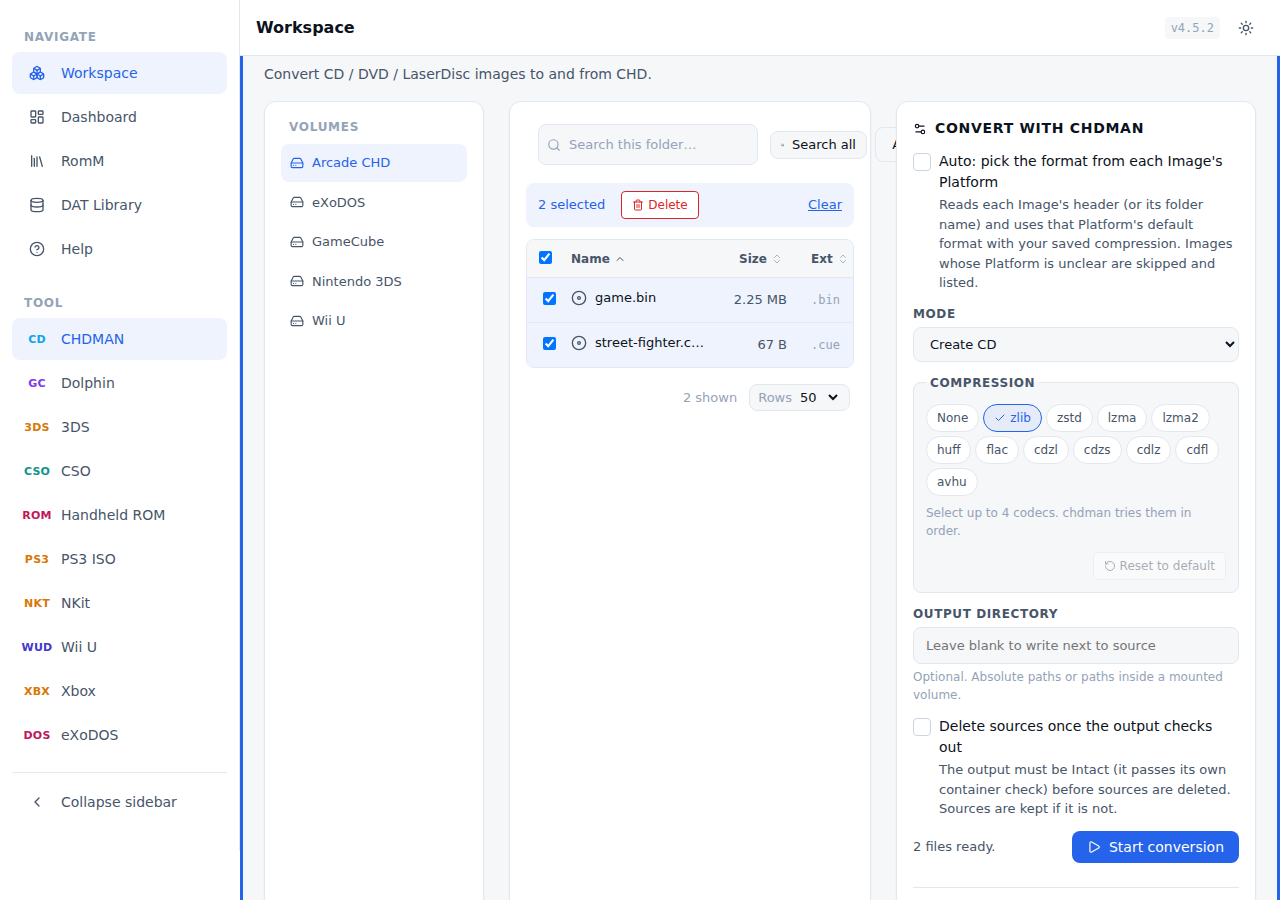 NAVIGATE
Workspace
Dashboard
RomM
DAT Library
Help
TOOL
CD CHDMAN
GC Dolphin
3DS 3DS
CSO CSO
ROM Handheld ROM
PS3 PS3 ISO
NKT NKit
WUD Wii U
XBX Xbox
DOS eXoDOS
Collapse sidebar
Workspace
v4.5.2
Convert CD / DVD / LaserDisc images to and from CHD.
VOLUMES
Arcade CHD
eXoDOS
GameCube
Nintendo 3DS
Wii U
Search this folder…
Search all
2 selected
Delete
Clear
Name Size Ext
game.bin 2.25 MB .bin
street-fighter.c… 67 B .cue
2 shown Rows 50
CONVERT WITH CHDMAN
Auto: pick the format from each Image's
Platform
Reads each Image's header (or its folder
name) and uses that Platform's default
format with your saved compression. Images
whose Platform is unclear are skipped and
listed.
MODE
Create CD
COMPRESSION
None zlib zstd lzma lzma2
huff flac cdzl cdzs cdlz cdfl
avhu
Select up to 4 codecs. chdman tries them in
order.
Reset to default
OUTPUT DIRECTORY
Leave blank to write next to source
Optional. Absolute paths or paths inside a mounted
volume.
Delete sources once the output checks
out
The output must be Intact (it passes its own
container check) before sources are deleted.
Sources are kept if it is not.
2 files ready.
Start conversion